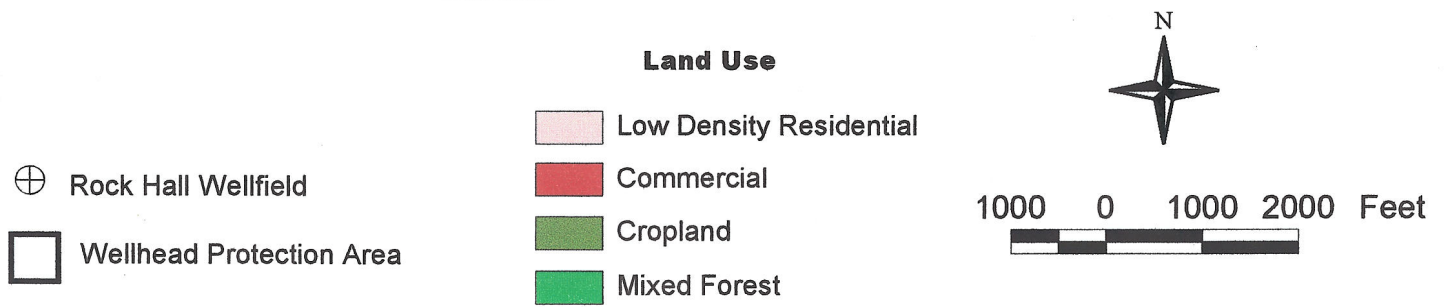 N
Land Use
Low Density Residential
Commercial
Cropland
Mixed Forest
Rock Hall Wellfield
Wellhead Protection Area
1000 0 1000 2000 Feet